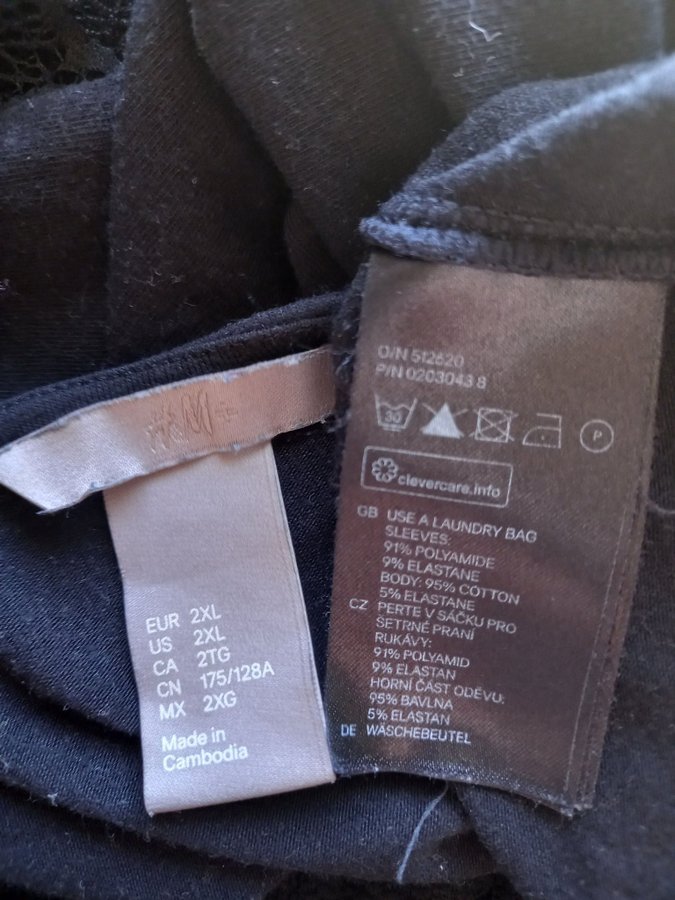 H&M
EUR 2XL
US 2XL
CA 2TG
CN 175/128A
MX 2XG
Made in
Cambodia
O/N 512620
P/N 0203043 8
30
P
clevercare.info
GB USE A LAUNDRY BAG
SLEEVES:
91% POLYAMIDE
9% ELASTANE
BODY: 95% COTTON
5% ELASTANE
CZ PERTE V SÁČKU PRO
ŠETRNÉ PRANÍ
RUKÁVY:
91% POLYAMID
9% ELASTAN
HORNÍ ČÁST ODĚVU:
95% BAVLNA
5% ELASTAN
DE WÄSCHEBEUTEL